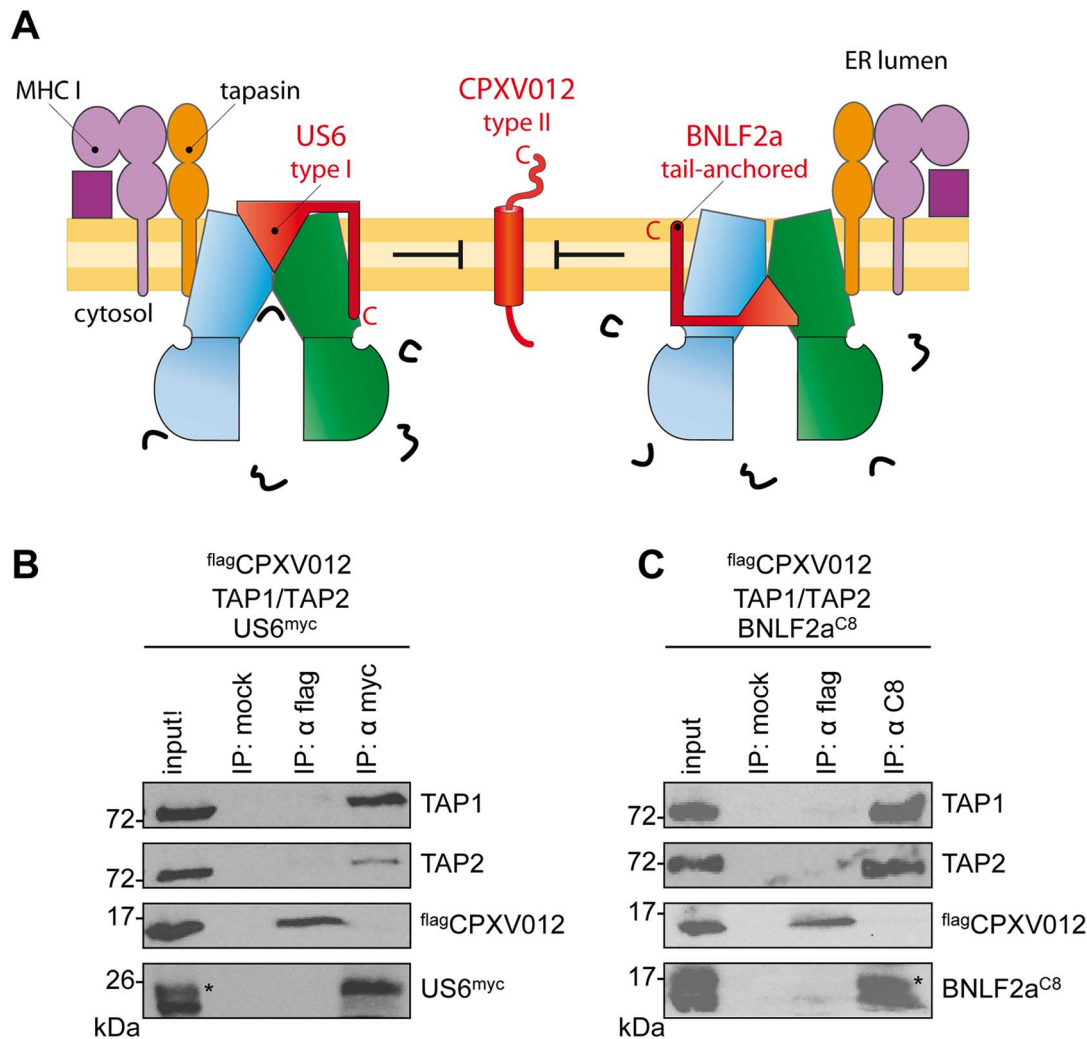 A
MHC I
tapasin
US6
type I
CPXV012
type II
C
BNLF2a
tail-anchored
ER lumen
C
cytosol
C
B
flagCPXV012
TAP1/TAP2
US6myc
input!
IP: mock
IP: α flag
IP: α myc
72
TAP1
72
TAP2
17
flagCPXV012
26
*
US6myc
kDa
C
flagCPXV012
TAP1/TAP2
BNLF2aC8
input
IP: mock
IP: α flag
IP: α C8
72
TAP1
72
TAP2
17
flagCPXV012
17
*
BNLF2aC8
kDa